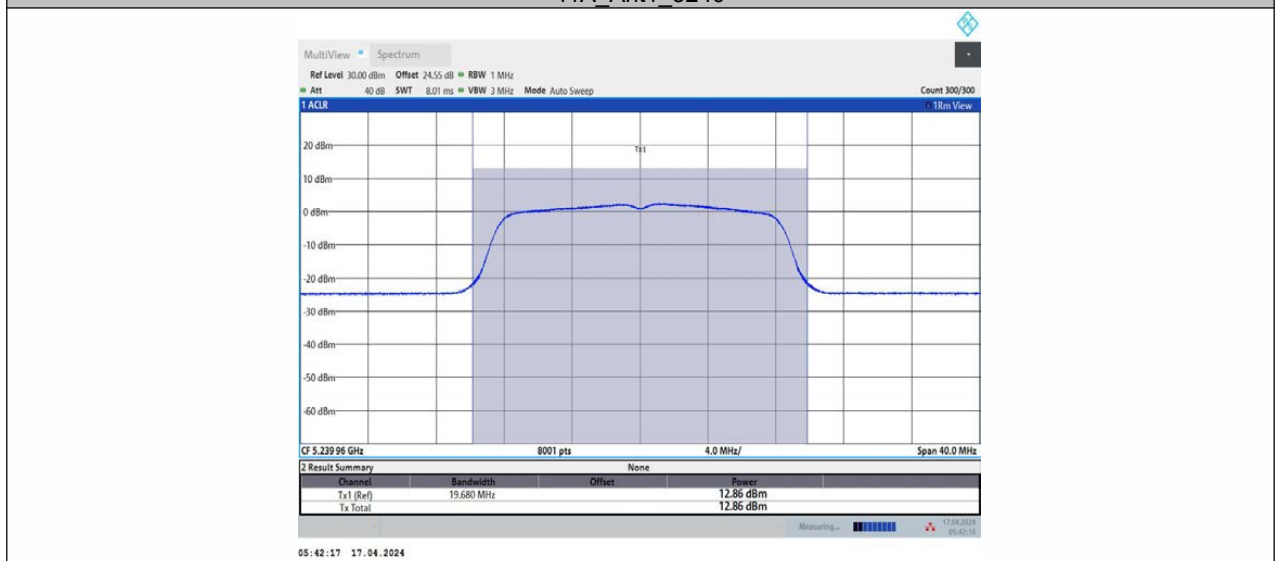 MultiView Spectrum
Ref Level 30.00 dBm Offset 24.55 dB RBW 1 MHz
Att 40 dB SWT 8.01 ms VBW 3 MHz Mode Auto Sweep Count 300/300
1 ACLR 1Rm View
Tx1
20 dBm
10 dBm
0 dBm
-10 dBm
-20 dBm
-30 dBm
-40 dBm
-50 dBm
-60 dBm
CF 5.239 96 GHz 8001 pts 4.0 MHz/ Span 40.0 MHz
2 Result Summary None
Channel Bandwidth Offset Power
Tx1 (Ref) 19.680 MHz 12.86 dBm
Tx Total 12.86 dBm
Measuring... 17.04.2024
05:42:16
05:42:17 17.04.2024